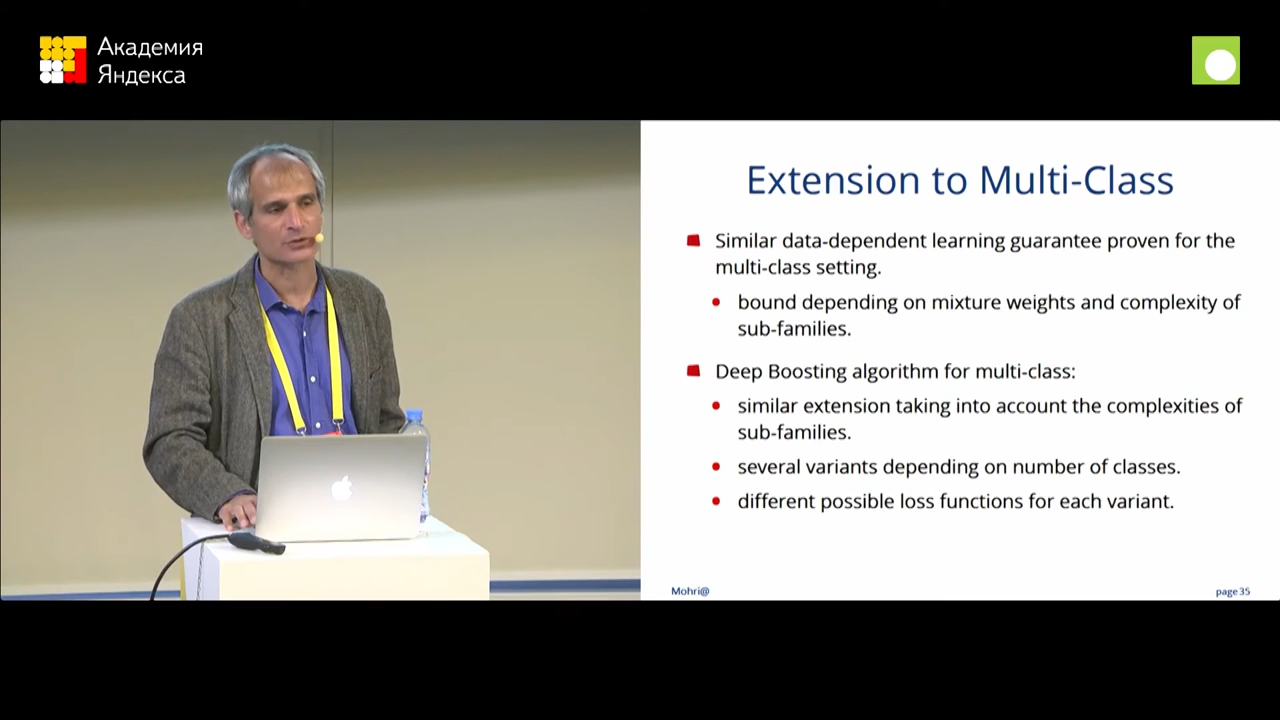 Академия
Яндекса
Extension to Multi-Class
Similar data-dependent learning guarantee proven for the
multi-class setting.
bound depending on mixture weights and complexity of
sub-families.
Deep Boosting algorithm for multi-class:
similar extension taking into account the complexities of
sub-families.
several variants depending on number of classes.
different possible loss functions for each variant.
Mohri@
page 35